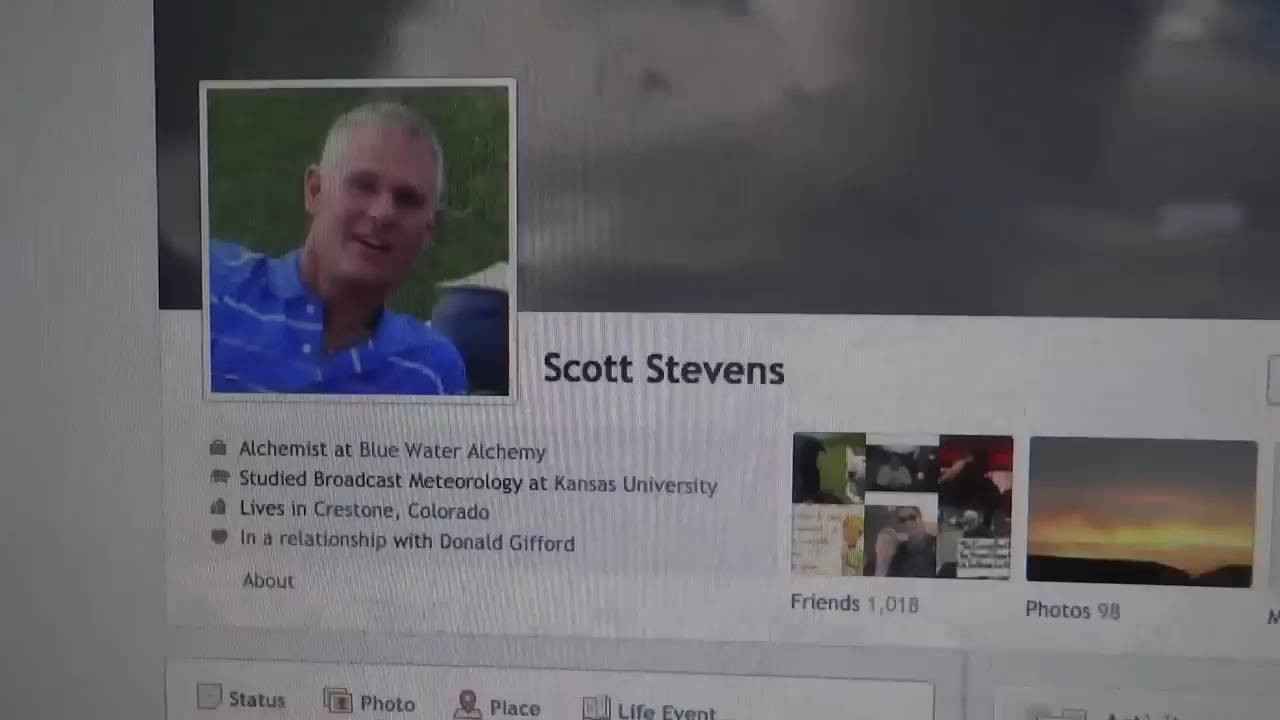 Scott Stevens
Alchemist at Blue Water Alchemy
Studied Broadcast Meteorology at Kansas University
Lives in Crestone, Colorado
In a relationship with Donald Gifford
About
Friends 1,018
Photos 98
Status
Photo
Place
Life Event